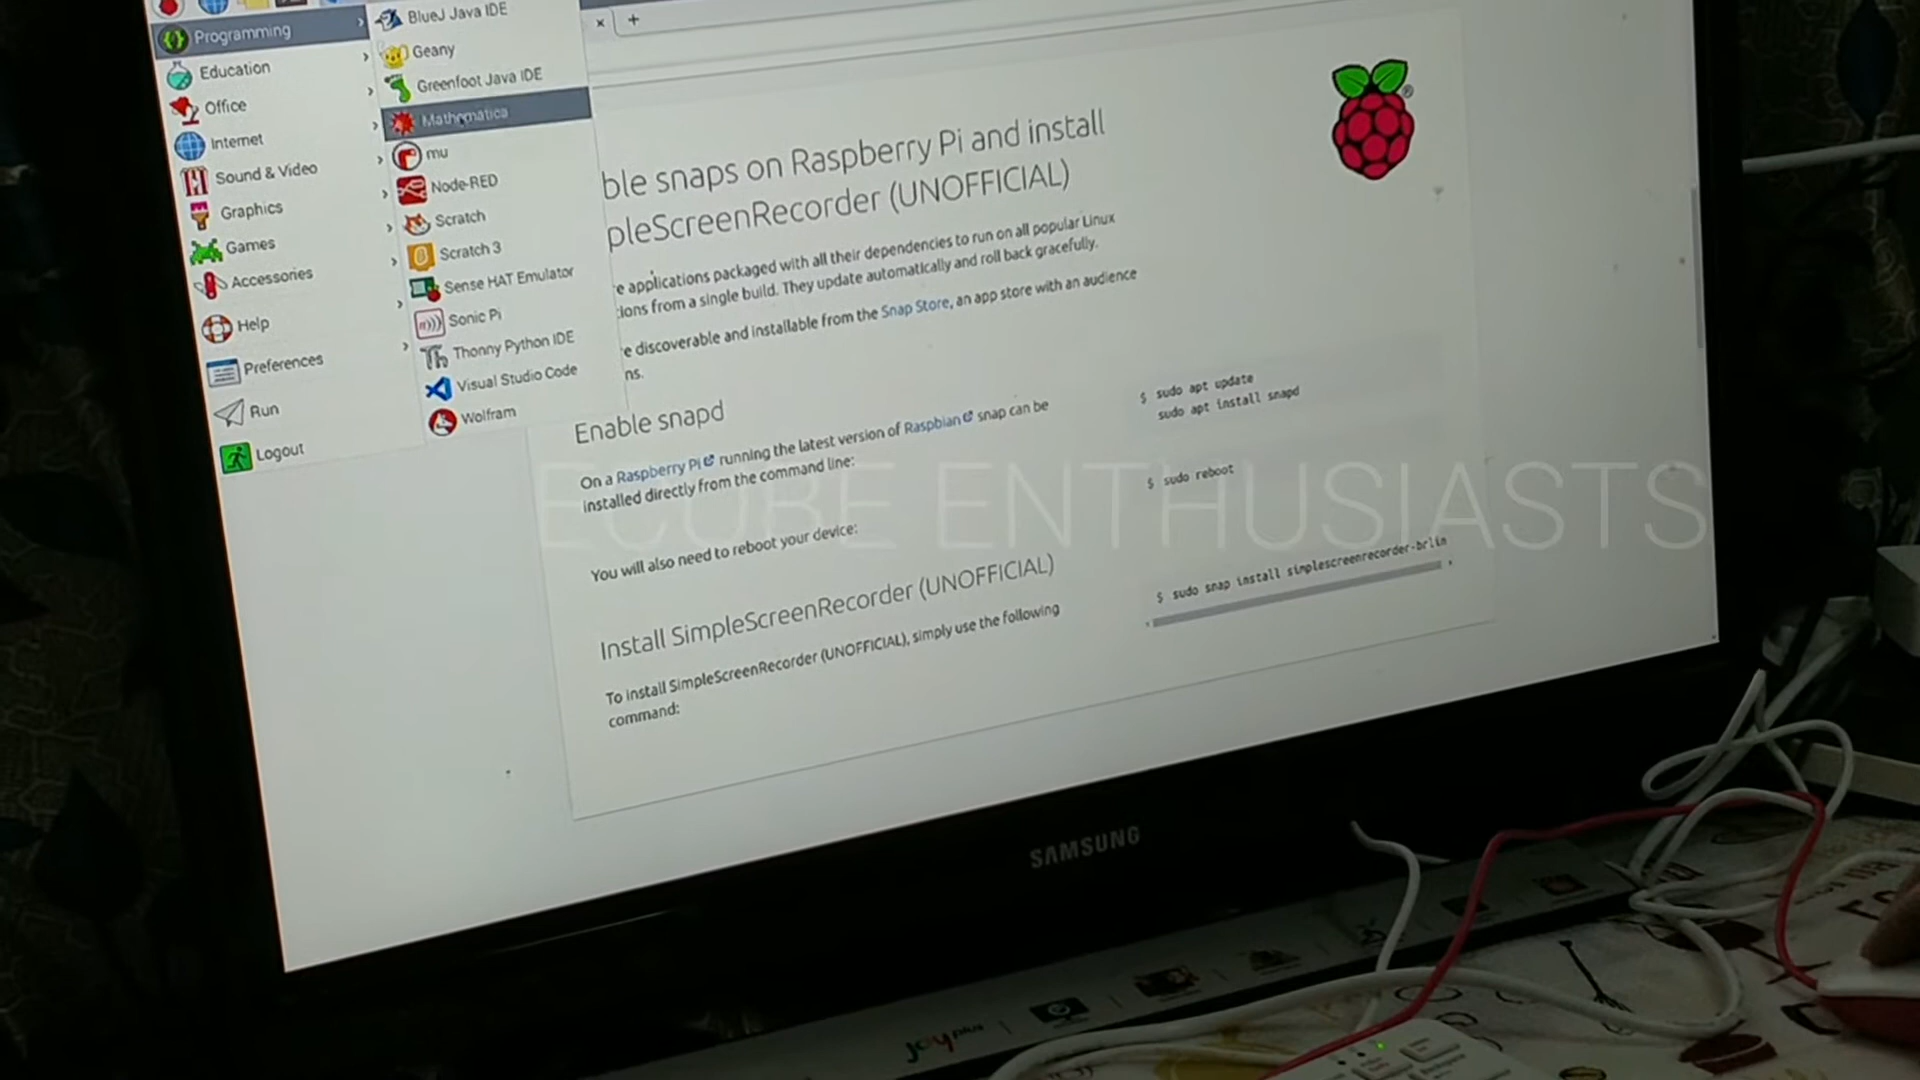 Programming
Education
Office
Internet
Sound & Video
Graphics
Games
Accessories
Help
Preferences
Run
Logout
BlueJ Java IDE
Geany
Greenfoot Java IDE
Mathematica
mu
Node-RED
Scratch
Scratch 3
Sense HAT Emulator
Sonic Pi
Thonny Python IDE
Visual Studio Code
Wolfram
ble snaps on Raspberry Pi and install
pleScreenRecorder (UNOFFICIAL)
e applications packaged with all their dependencies to run on all popular Linux
ions from a single build. They update automatically and roll back gracefully.
e discoverable and installable from the Snap Store, an app store with an audience
ns.
Enable snapd
On a Raspberry Pi running the latest version of Raspbian snap can be
installed directly from the command line:
$ sudo apt update
sudo apt install snapd
You will also need to reboot your device:
$ sudo reboot
Install SimpleScreenRecorder (UNOFFICIAL)
To install SimpleScreenRecorder (UNOFFICIAL), simply use the following
command:
$ sudo snap install simplescreenrecorder-brlin
ECUBE ENTHUSIASTS
SAMSUNG